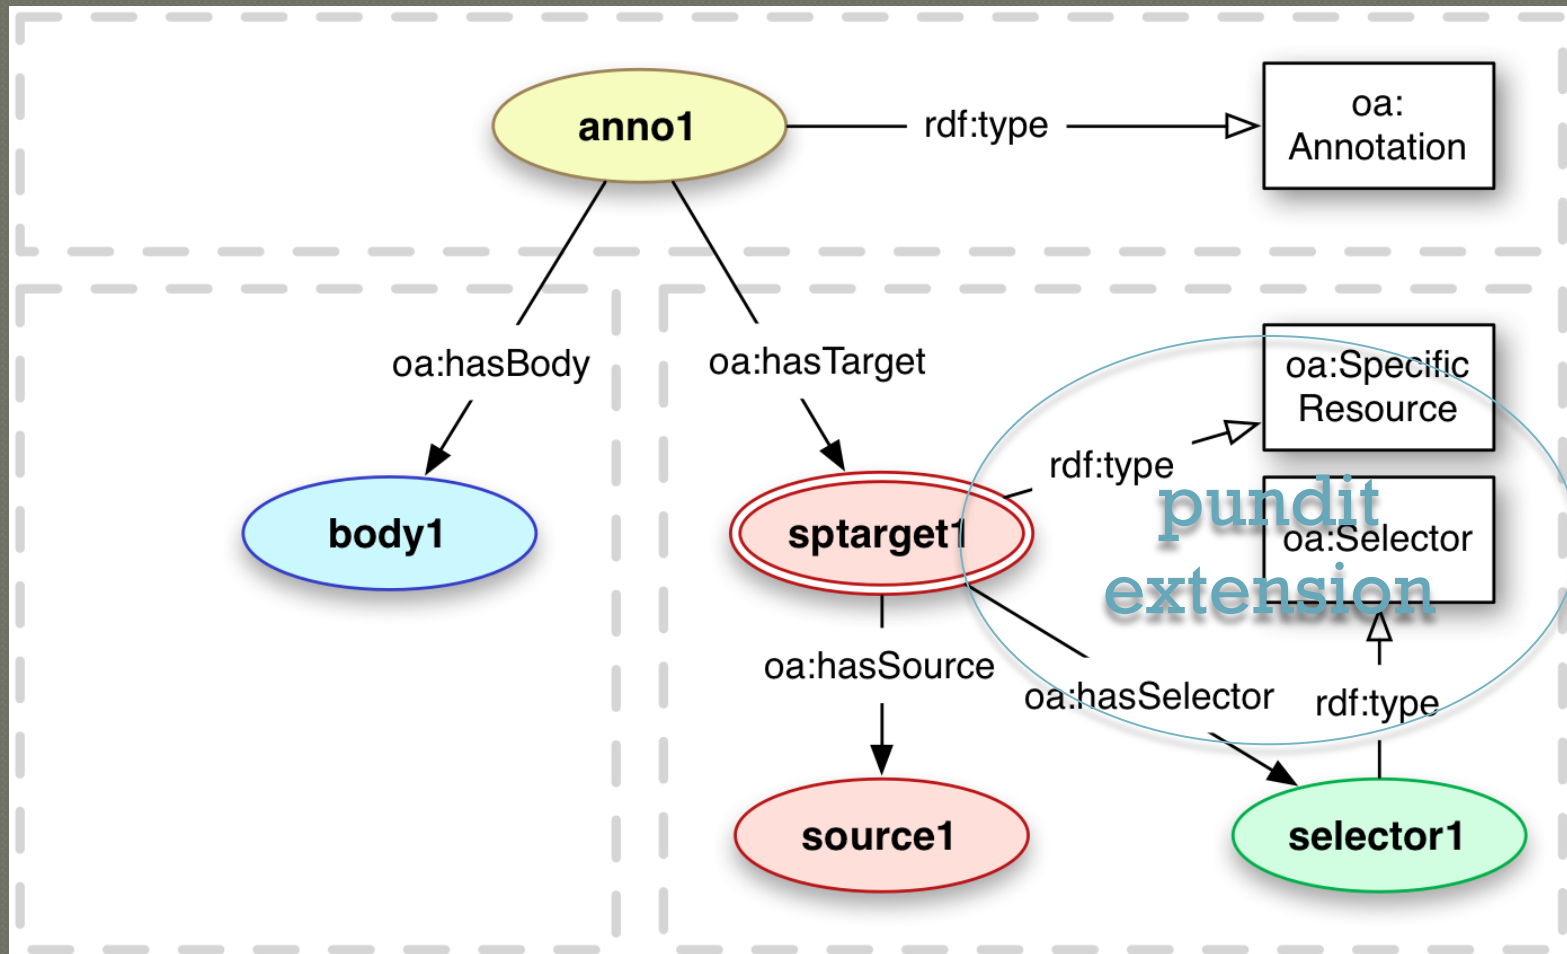 anno1
rdf:type
oa:
Annotation
oa:hasBody
oa:hasTarget
oa:Specific
Resource
rdf:type
pundit
oa:Selector
extension
body1
sptarget1
oa:hasSource
oa:hasSelector
rdf:type
source1
selector1